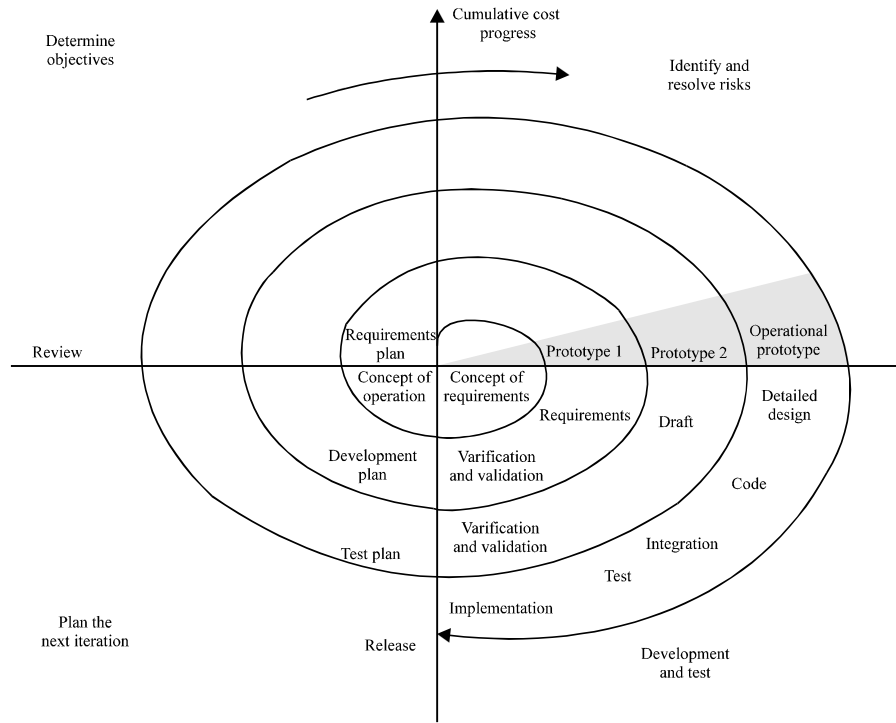 Cumulative cost
progress
Determine
objectives
Identify and
resolve risks
Requirements
plan
Operational
prototype
Review
Prototype 1
Prototype 2
Concept of
operation
Concept of
requirements
Detailed
design
Requirements
Draft
Development
plan
Varification
and validation
Code
Varification
and validation
Test plan
Integration
Test
Implementation
Plan the
next iteration
Release
Development
and test